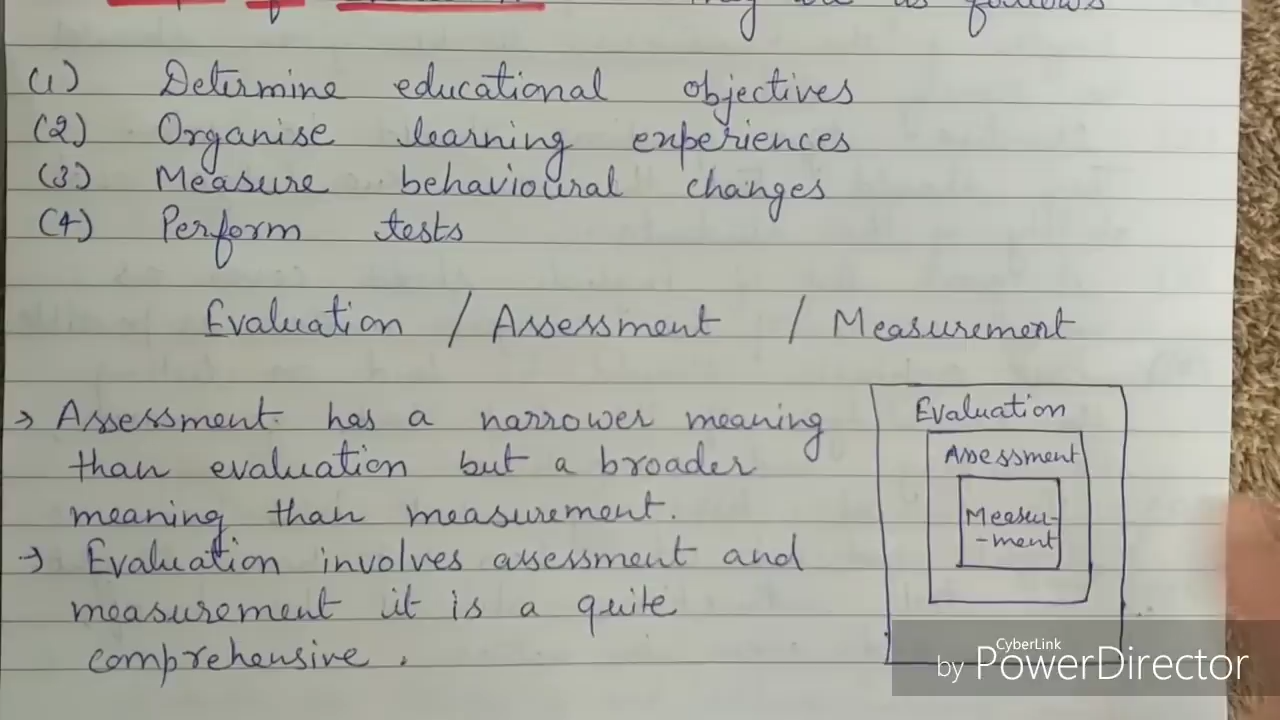 (1) Determine educational objectives
(2) Organise learning experiences
(3) Measure behavioural changes
(4) Perform tests
Evaluation / Assessment / Measurement
→ Assessment has a narrower meaning
than evaluation but a broader
meaning than measurement.
→ Evaluation involves assessment and
measurement it is a quite
comprehensive.
Evaluation
Assessment
Measur-
-ment
CyberLink
by PowerDirector